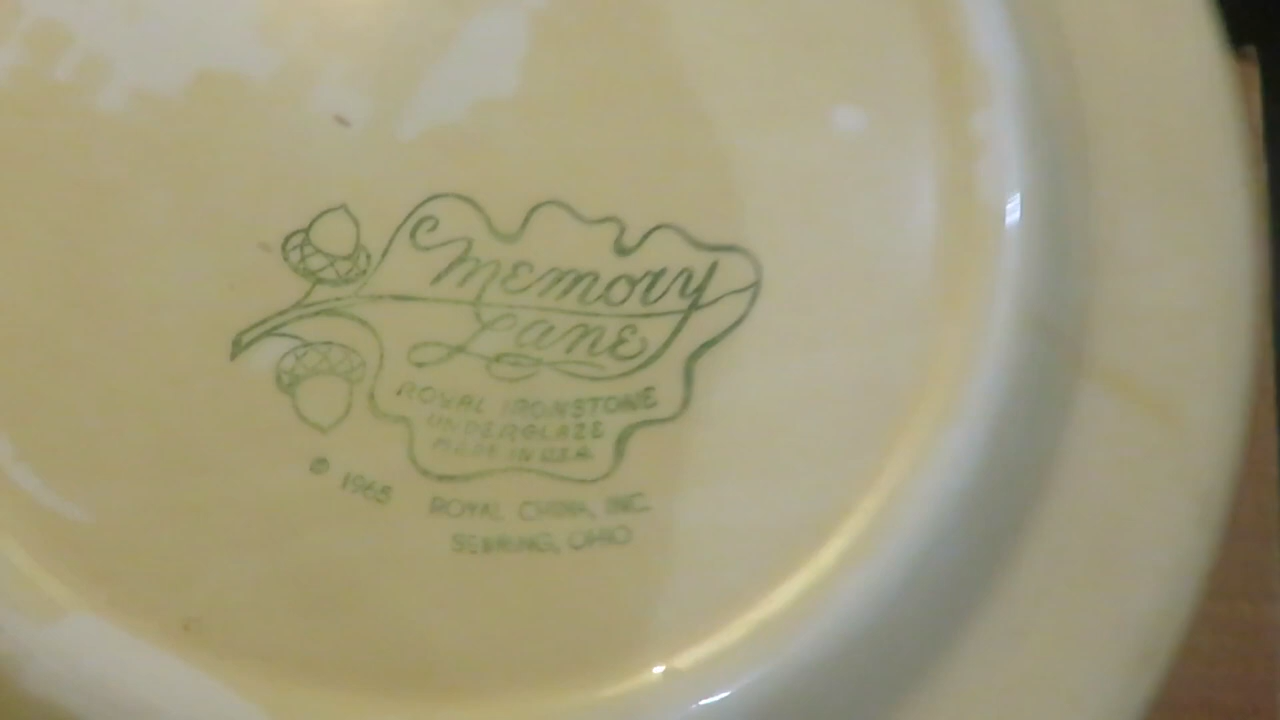 Memory
Lane
ROYAL IRONSTONE
UNDERGLAZE
MADE IN U.S.A.
© 1965 ROYAL CHINA, INC.
SEBRING, OHIO